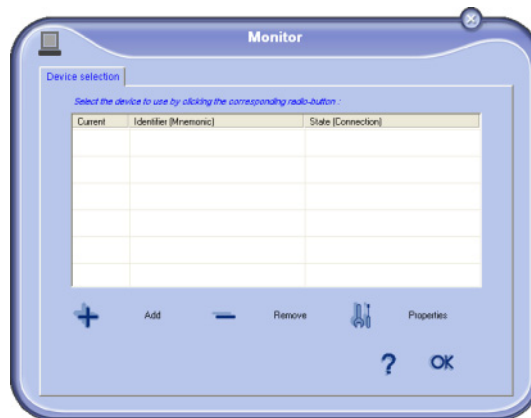 Monitor
Device selection
Select the device to use by clicking the corresponding radio-button :
Current Identifier (Mnemonic) State (Connection)
Add Remove Properties
? OK